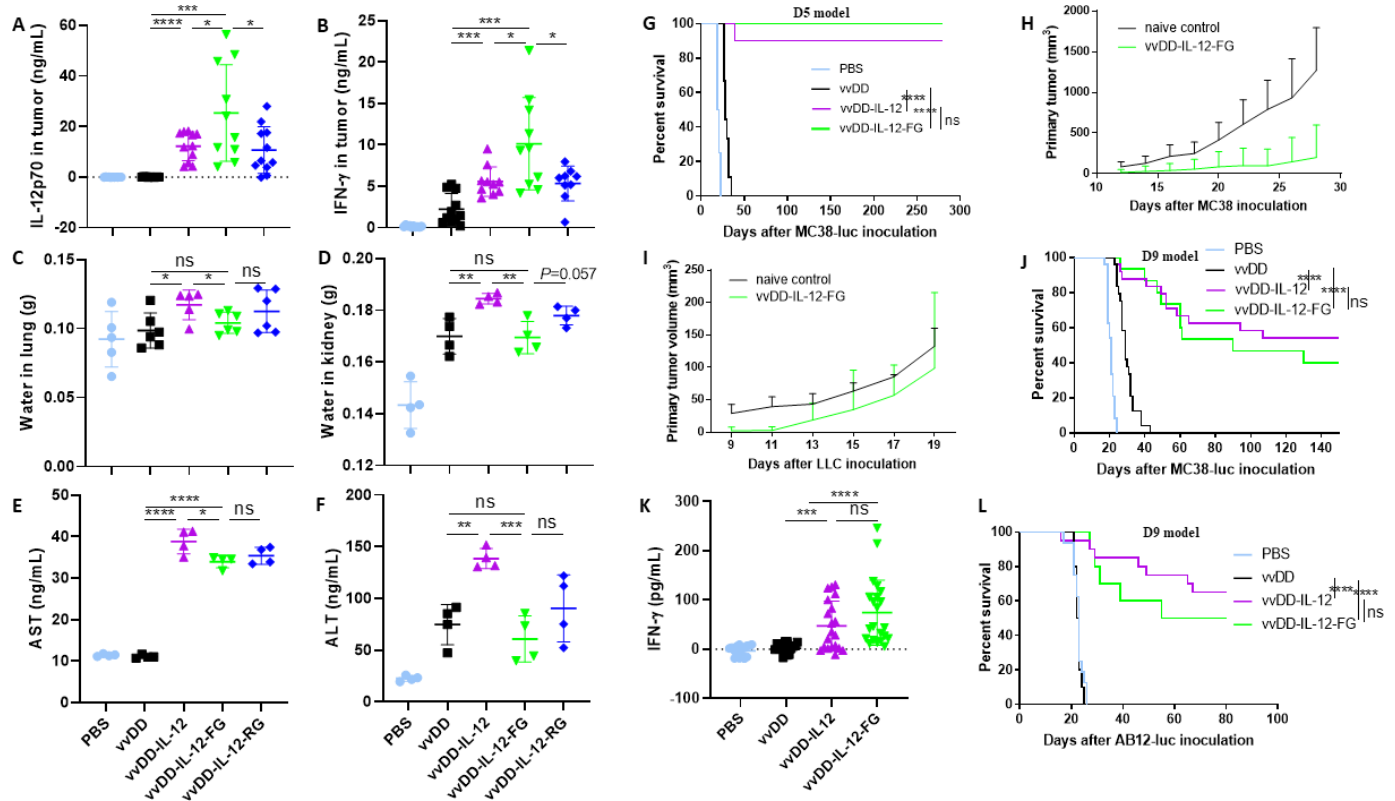 A
IL-12p70 in tumor (ng/mL)
60
40
20
0
-20
***
****
*
*
B
IFN-γ in tumor (ng/mL)
25
20
15
10
5
0
***
***
*
*
C
Water in lung (g)
0.15
0.10
0.05
0.00
ns
*
*
ns
D
Water in kidney (g)
0.20
0.18
0.16
0.14
0.12
ns
**
**
P=0.057
E
AST (ng/mL)
50
40
30
20
10
0
****
****
*
ns
PBS
vvDD
vvDD-IL-12
vvDD-IL-12-FG
vvDD-IL-12-RG
F
ALT (ng/mL)
200
150
100
50
0
ns
**
***
ns
PBS
vvDD
vvDD-IL-12
vvDD-IL-12-FG
vvDD-IL-12-RG
G
D5 model
Percent survival
100
80
60
40
20
0
PBS
vvDD
vvDD-IL-12
vvDD-IL-12-FG
****
****
ns
0 50 100 150 200 250 300
Days after MC38-luc inoculation
H
Primary tumor (mm³)
2000
1500
1000
500
0
naive control
vvDD-IL-12-FG
10 15 20 25 30
Days after MC38 inoculation
I
Primary tumor volume (mm³)
250
200
150
100
50
0
naive control
vvDD-IL-12-FG
9 11 13 15 17 19
Days after LLC inoculation
J
D9 model
Percent survival
100
80
60
40
20
0
PBS
vvDD
vvDD-IL-12
vvDD-IL-12-FG
****
****
ns
0 20 40 60 80 100 120 140
Days after MC38-luc inoculation
K
IFN-γ (pg/mL)
300
200
100
0
-100
****
***
ns
PBS
vvDD
vvDD-IL-12
vvDD-IL-12-FG
L
D9 model
Percent survival
100
80
60
40
20
0
PBS
vvDD
vvDD-IL-12
vvDD-IL-12-FG
****
****
ns
0 20 40 60 80 100
Days after AB12-luc inoculation